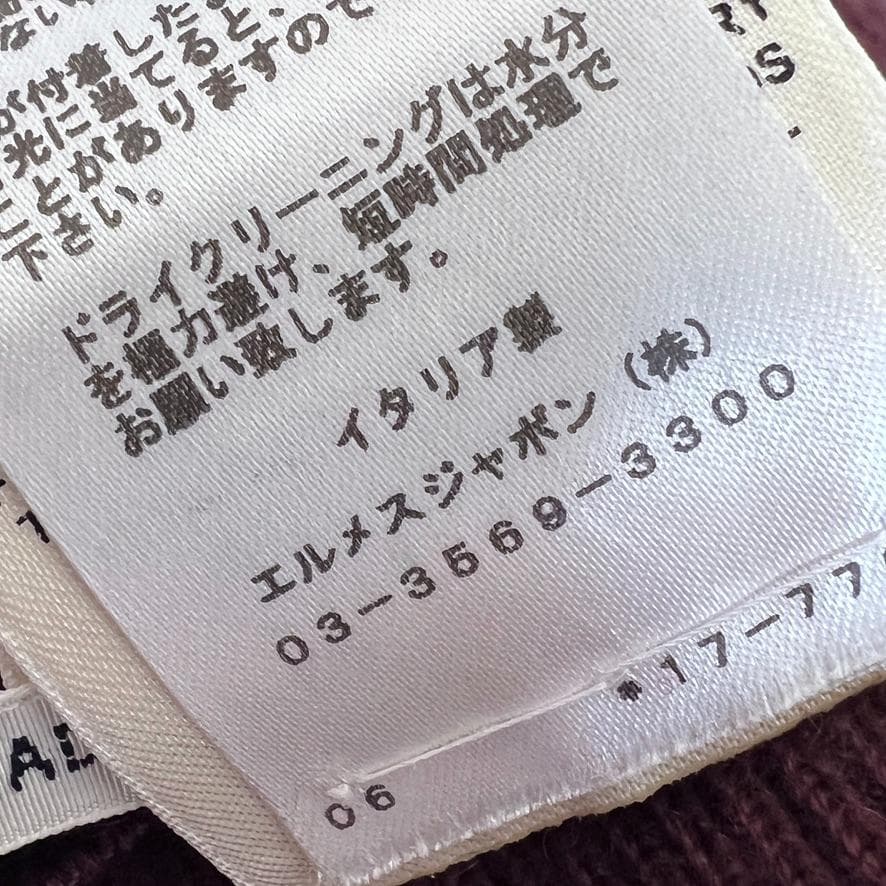 が付着した
光に当てると、
とがありますので
下さい。
ドライクリーニングは水分
を極力避け、短時間処理で
お願い致します。
イタリア製
エルメスジャポン（株）
03-3569-3300
*17-77
06